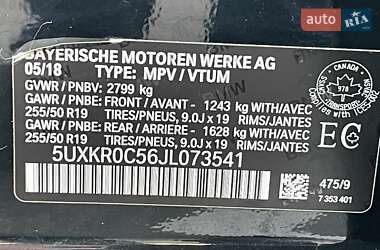 auto RIA .com
BAYERISCHE MOTOREN WERKE AG
05/18 TYPE: MPV / VTUM
GVWR / PNBV: 2799 kg
GAWR / PNBE: FRONT / AVANT - 1243 kg WITH/AVEC
255/50 R19 TIRES/PNEUS, 9.0J x 19 RIMS/JANTES
GAWR / PNBE: REAR / ARRIERE - 1628 kg WITH/AVEC
255/50 R19 TIRES/PNEUS, 9.0J x 19 RIMS/JANTES
5UXKR0C56JL073541
978
EC
475/9
7 353 401